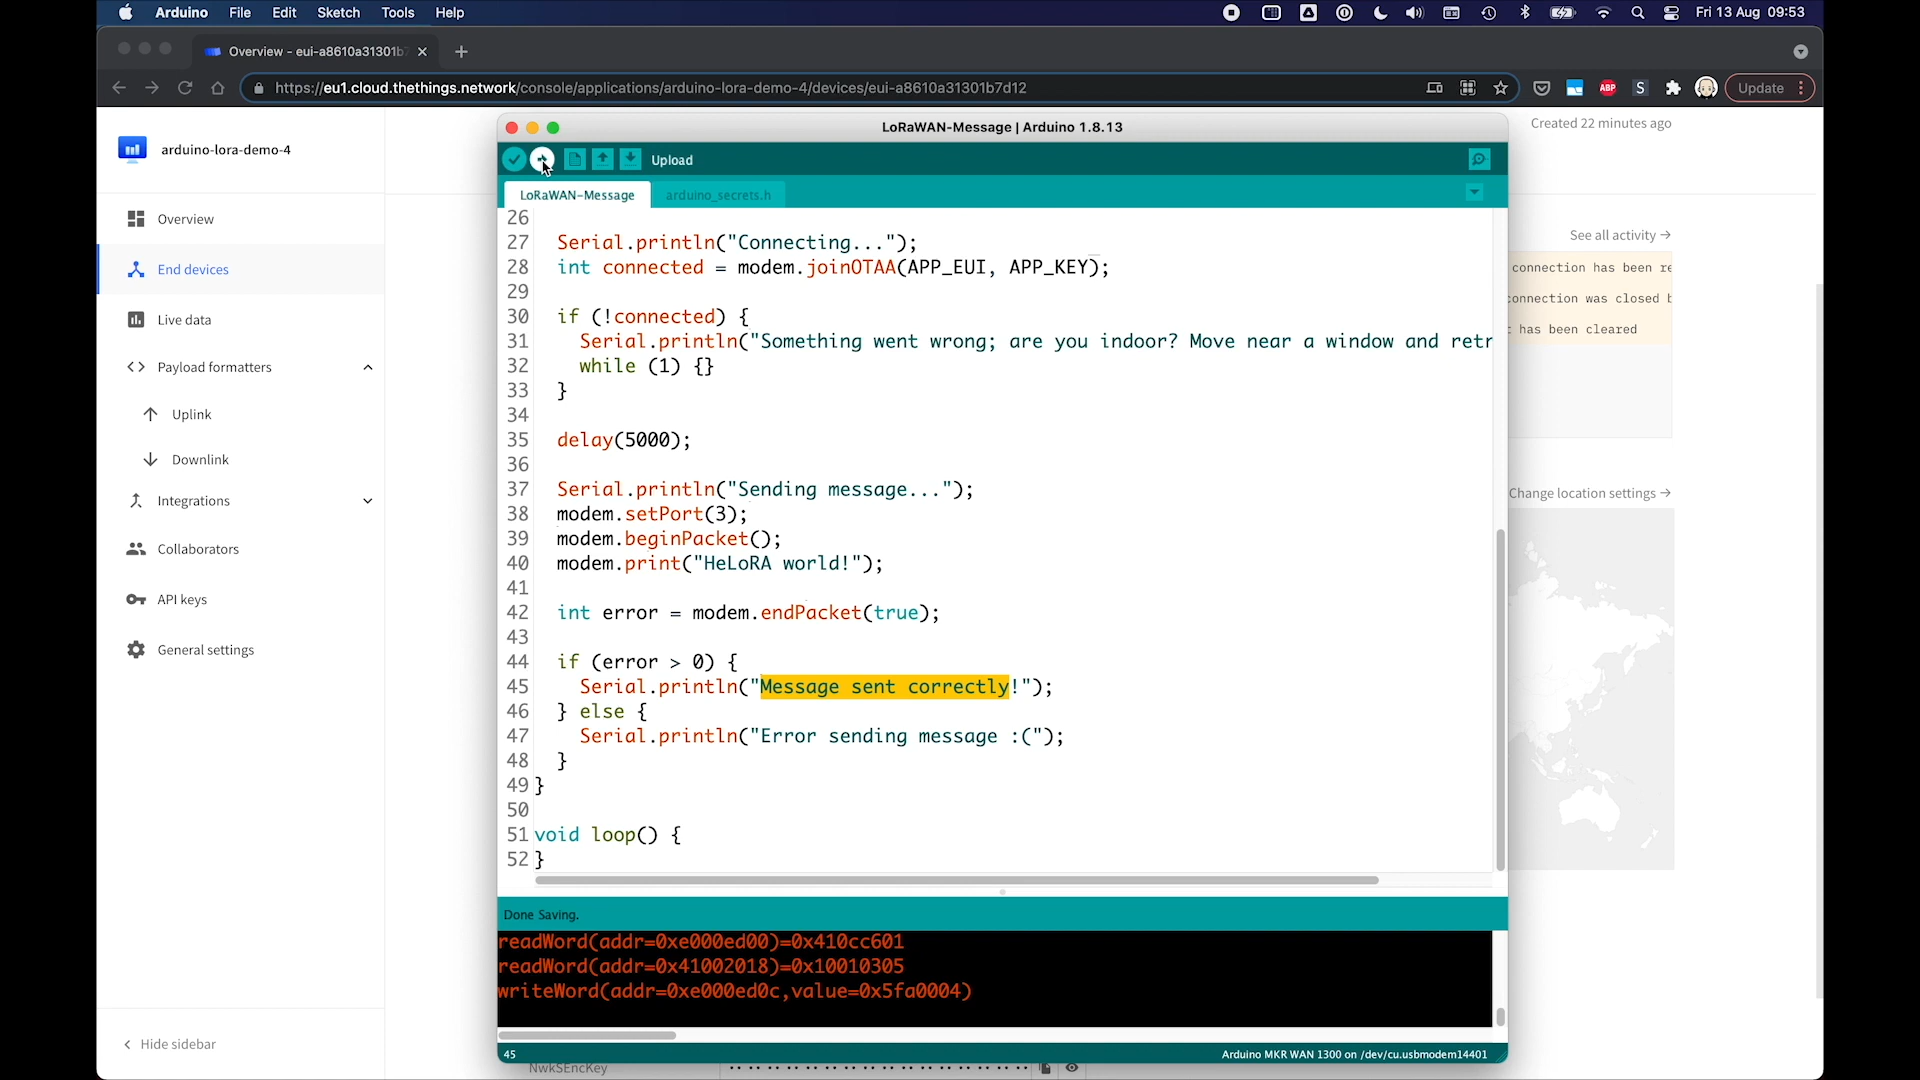 Arduino File Edit Sketch Tools Help
Fri 13 Aug 09:53
Overview - eui-a8610a31301b
https://eu1.cloud.thethings.network/console/applications/arduino-lora-demo-4/devices/eui-a8610a31301b7d12
ABP
S
Update
arduino-lora-demo-4
Overview
End devices
Live data
Payload formatters
Uplink
Downlink
Integrations
Collaborators
API keys
General settings
Hide sidebar
LoRaWAN-Message | Arduino 1.8.13
Upload
LoRaWAN-Message arduino_secrets.h
26
27 Serial.println("Connecting...");
28 int connected = modem.joinOTAA(APP_EUI, APP_KEY);
29
30 if (!connected) {
31 Serial.println("Something went wrong; are you indoor? Move near a window and retr
32 while (1) {}
33 }
34
35 delay(5000);
36
37 Serial.println("Sending message...");
38 modem.setPort(3);
39 modem.beginPacket();
40 modem.print("HeLoRA world!");
41
42 int error = modem.endPacket(true);
43
44 if (error > 0) {
45 Serial.println("Message sent correctly!");
46 } else {
47 Serial.println("Error sending message :(");
48 }
49 }
50
51 void loop() {
52 }
Done Saving.
readWord(addr=0xe000ed00)=0x410cc601
readWord(addr=0x41002018)=0x10010305
writeWord(addr=0xe000ed0c,value=0x5fa0004)
45
Arduino MKR WAN 1300 on /dev/cu.usbmodem14401
Created 22 minutes ago
See all activity →
connection has been re
connection was closed b
t has been cleared
Change location settings →
NwkSEncKey